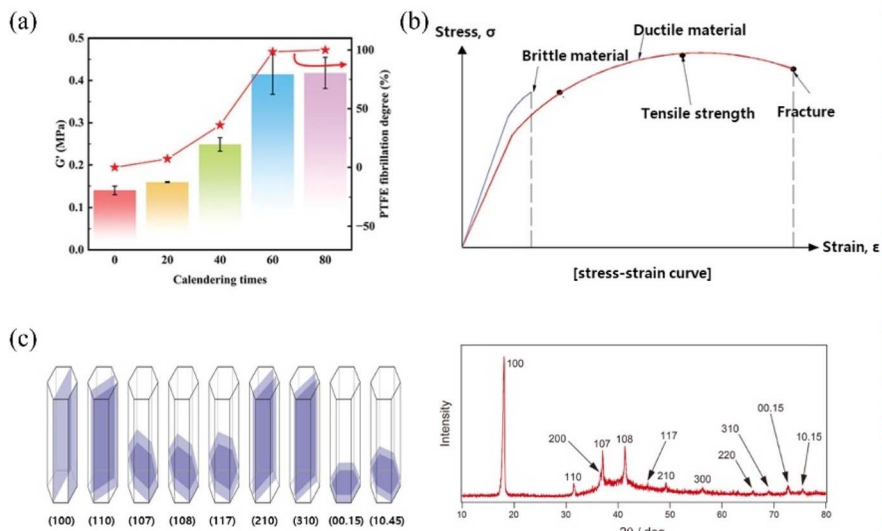 (a)
0.5
0.4
0.3
0.2
0.1
0.0
G' (MPa)
100
50
0
−50
PTFE fibrillation degree (%)
0 20 40 60 80
Calendering times
(b)
Stress, σ
Ductile material
Brittle material
Tensile strength
Fracture
Strain, ε
[stress-strain curve]
(c)
(100) (110) (107) (108) (117) (210) (310) (00.15) (10.45)
Intensity
100
200
107
108
117
110
210
300
220
310
00.15
10.15
10 20 30 40 50 60 70 80
2θ / deg